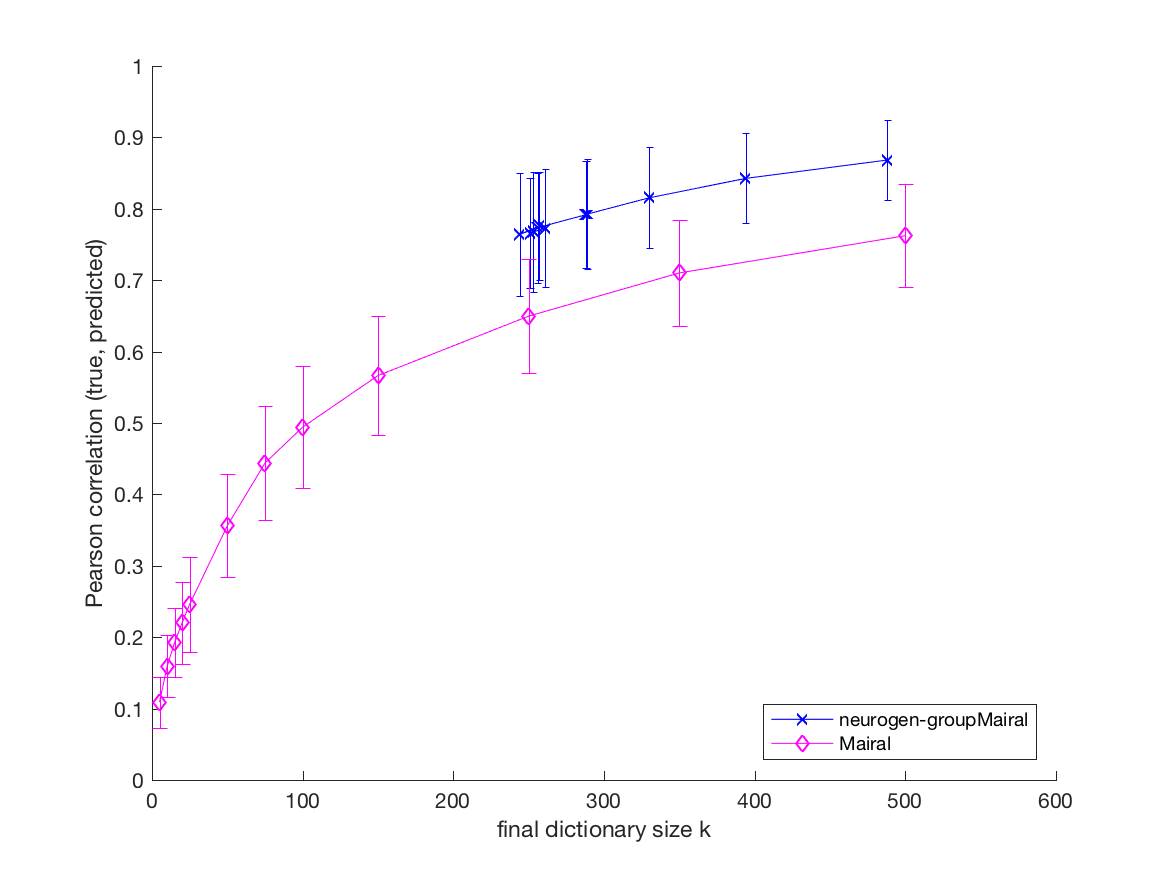 1
0.9
0.8
0.7
0.6
0.5
0.4
0.3
0.2
0.1
0
Pearson correlation (true, predicted)
neurogen-groupMairal
Mairal
0 100 200 300 400 500 600
final dictionary size k